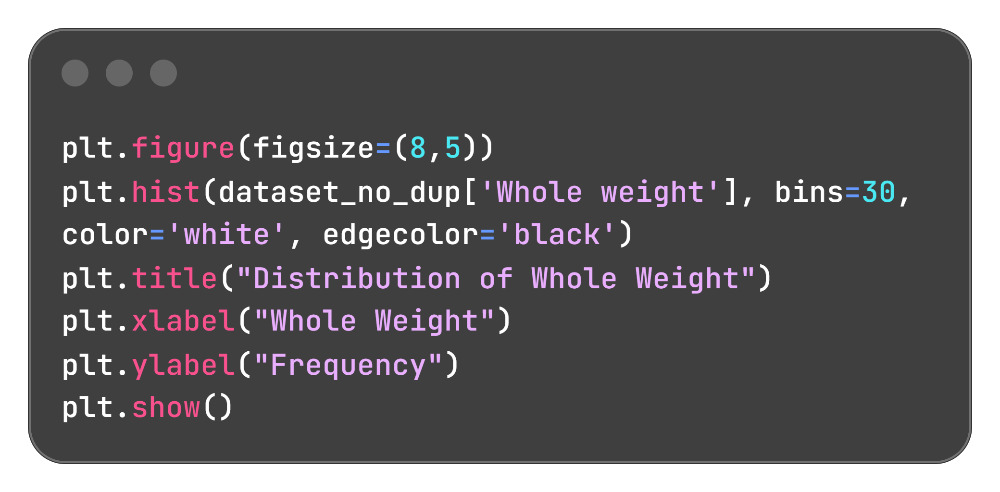 plt.figure(figsize=(8,5))
plt.hist(dataset_no_dup['Whole weight'], bins=30,
color='white', edgecolor='black')
plt.title("Distribution of Whole Weight")
plt.xlabel("Whole Weight")
plt.ylabel("Frequency")
plt.show()